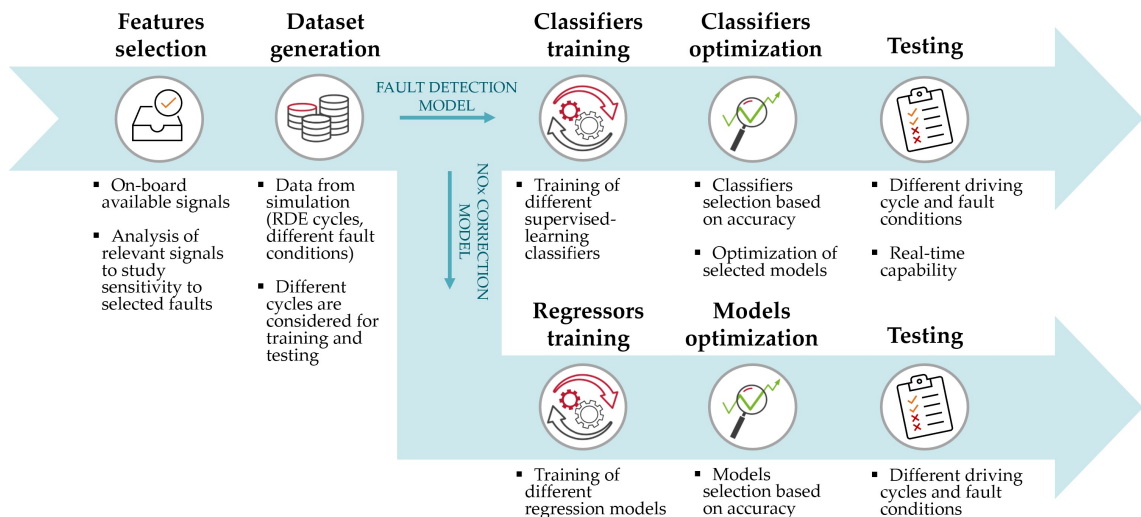 Features
selection
Dataset
generation
FAULT DETECTION
MODEL
Classifiers
training
Classifiers
optimization
Testing
▪ On-board
available signals
▪ Analysis of
relevant signals
to study
sensitivity to
selected faults
▪ Data from
simulation
(RDE cycles,
different fault
conditions)
▪ Different
cycles are
considered for
training and
testing
NOx CORRECTION
MODEL
▪ Training of
different
supervised-
learning
classifiers
▪ Classifiers
selection based
on accuracy
▪ Optimization of
selected models
▪ Different driving
cycle and fault
conditions
▪ Real-time
capability
Regressors
training
Models
optimization
Testing
▪ Training of
different
regression models
▪ Models
selection based
on accuracy
▪ Different driving
cycles and fault
conditions